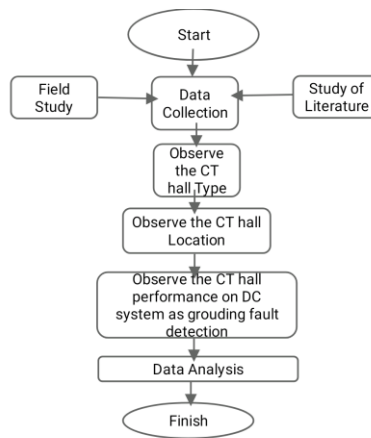 Start
Field
Study
Data
Collection
Study of
Literature
Observe
the CT
hall Type
Observe the CT hall
Location
Observe the CT hall
performance on DC
system as grouding fault
detection
Data Analysis
Finish